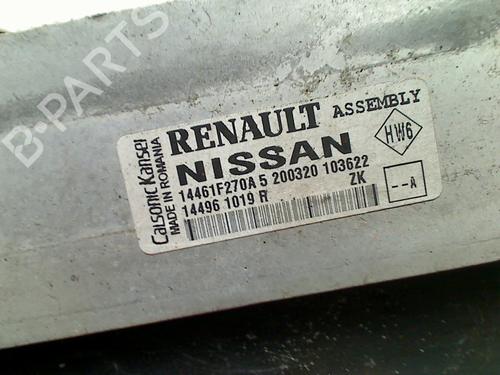 B-PARTS
RENAULT ASSEMBLY
NISSAN
14461F270A 5 200320 103622
14496 1019 R ZK
HW6
--A
Calsonic Kansei
MADE IN ROMANIA